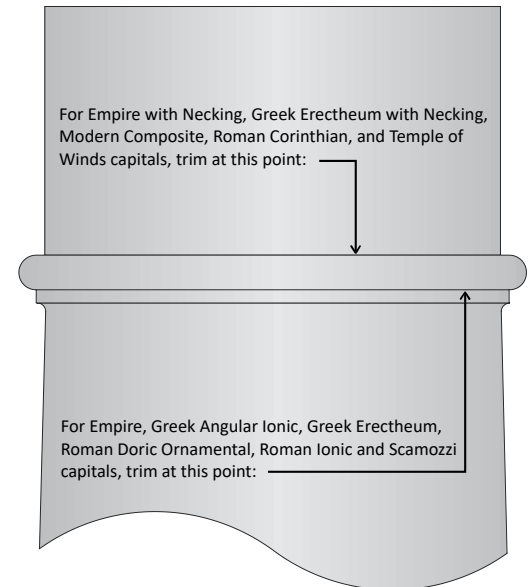 For Empire with Necking, Greek Erectheum with Necking,
Modern Composite, Roman Corinthian, and Temple of
Winds capitals, trim at this point:
For Empire, Greek Angular Ionic, Greek Erectheum,
Roman Doric Ornamental, Roman Ionic and Scamozzi
capitals, trim at this point: